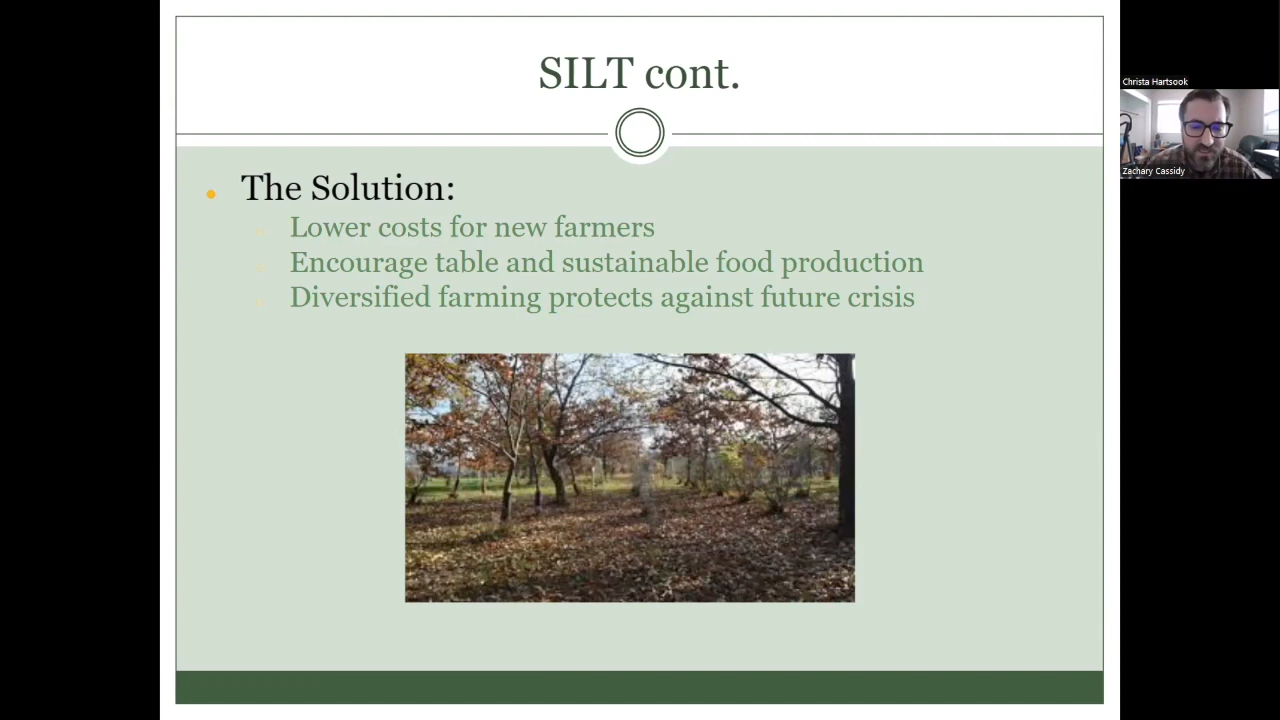 SILT cont.
The Solution:
Lower costs for new farmers
Encourage table and sustainable food production
Diversified farming protects against future crisis
Christa Hartsook
Zachary Cassidy